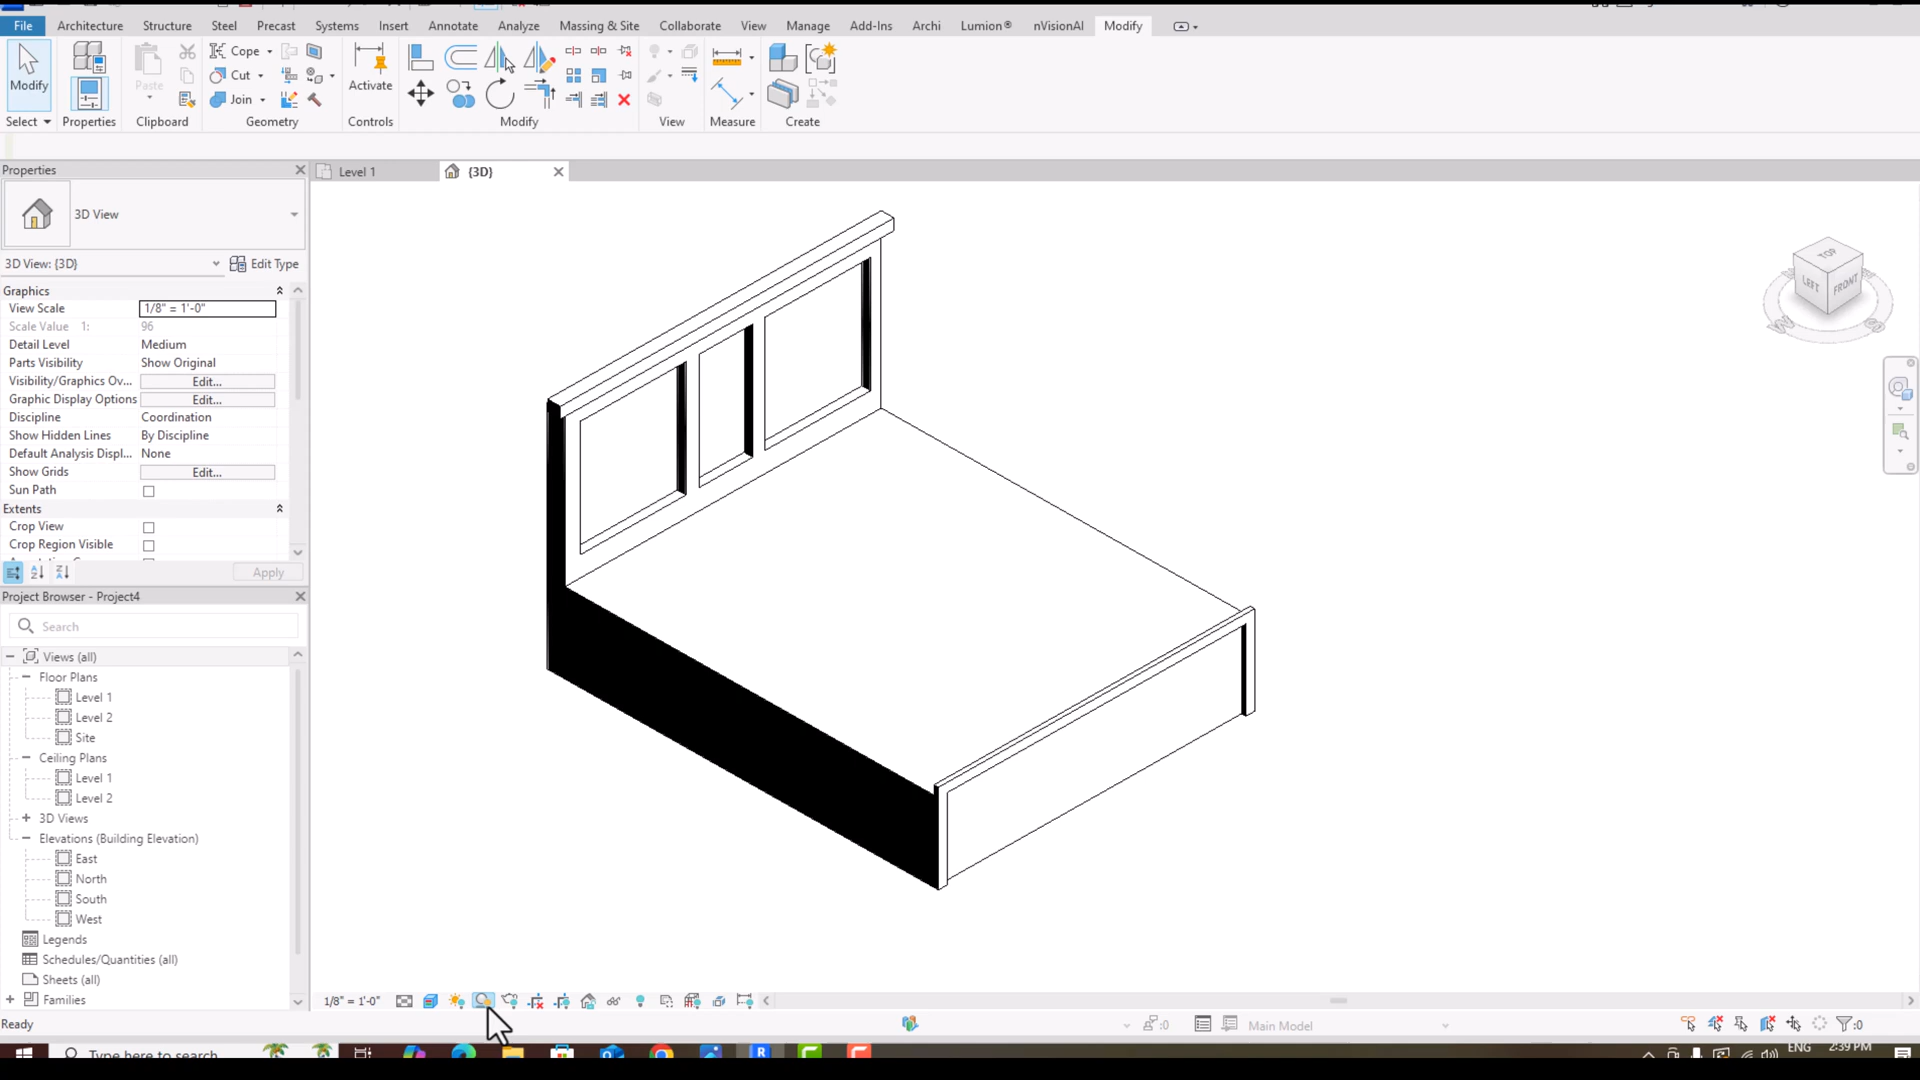 File Architecture Structure Steel Precast Systems Insert Annotate Analyze Massing & Site Collaborate View Manage Add-Ins Archi Lumion® nVisionAI Modify
Cope
Cut
Join
Modify Paste Activate
Select Properties Clipboard Geometry Controls Modify View Measure Create
Properties
Level 1 {3D}
3D View
3D View: {3D} Edit Type
Graphics
View Scale 1/8" = 1'-0"
Scale Value 1: 96
Detail Level Medium
Parts Visibility Show Original
Visibility/Graphics Ov... Edit...
Graphic Display Options Edit...
Discipline Coordination
Show Hidden Lines By Discipline
Default Analysis Displ... None
Show Grids Edit...
Sun Path
Extents
Crop View
Crop Region Visible
Apply
TOP
LEFT FRONT
W S
Project Browser - Project4
Search
Views (all)
Floor Plans
Level 1
Level 2
Site
Ceiling Plans
Level 1
Level 2
3D Views
Elevations (Building Elevation)
East
North
South
West
Legends
Schedules/Quantities (all)
Sheets (all)
Families
1/8" = 1'-0"
Ready :0 Main Model :0
Type here to search ENG 2:39 PM